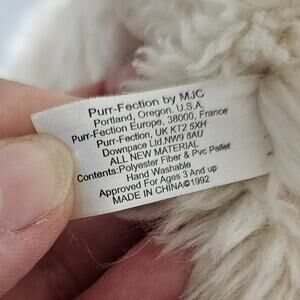 Purr-Fection by MJC
Portland, Oregon. U.S.A.
Purr-Fection Europe, 38000, France
Purr-Fection, UK KT2 5XH
Downpace Ltd.NW9 8AU
ALL NEW MATERIAL
Contents:Polyester Fiber & Pvc Pellet
Hand Washable
Approved For Ages 3 And up
MADE IN CHINA©1992